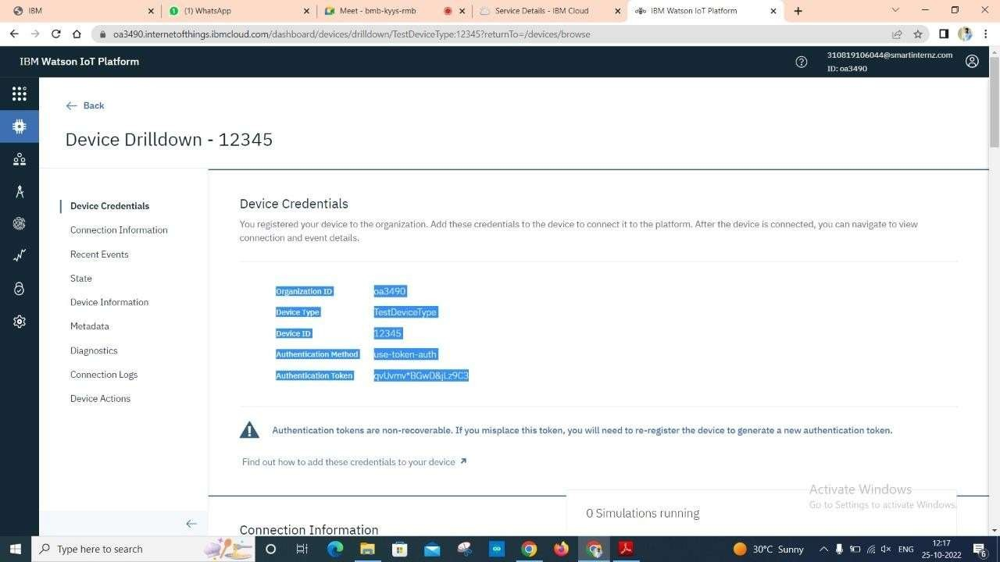 IBM
(1) WhatsApp
Meet - bmb-kysy-rmb
Service Details - IBM Cloud
IBM Watson IoT Platform
oa3490.internetofthings.ibmcloud.com/dashboard/devices/drilldown/TestDeviceType:12345?returnTo=/devices/browse
IBM Watson IoT Platform
310819106044@smartinternz.com
ID: oa3490
Back
Device Drilldown - 12345
Device Credentials
Connection Information
Recent Events
State
Device Information
Metadata
Diagnostics
Connection Logs
Device Actions
Device Credentials
You registered your device to the organization. Add these credentials to the device to connect it to the platform. After the device is connected, you can navigate to view
connection and event details.
Organization ID oa3490
Device Type TestDeviceType
Device ID 12345
Authentication Method use-token-auth
Authentication Token qvUvmv*BGwD&jLz9C3
Authentication tokens are non-recoverable. If you misplace this token, you will need to re-register the device to generate a new authentication token.
Find out how to add these credentials to your device
Connection Information
0 Simulations running
Activate Windows
Go to Settings to activate Windows.
Type here to search
30°C Sunny
ENG
12:17
25-10-2022
6